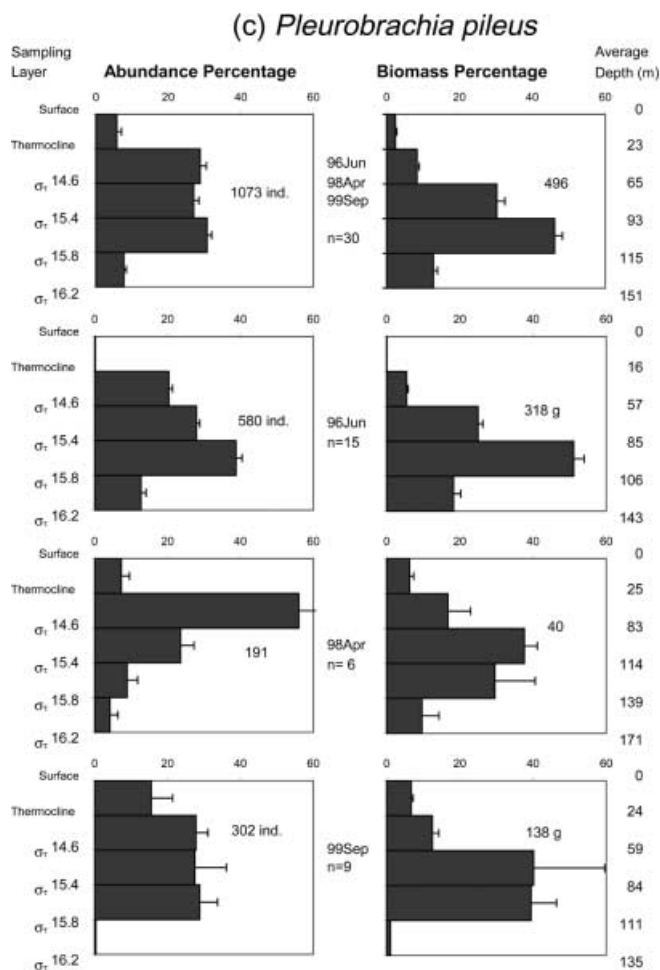 (c) Pleurobrachia pileus
Sampling Layer Abundance Percentage Biomass Percentage Average Depth (m)
0 20 40 60 0 20 40 60
Surface 0
Thermocline 23
σT 14.6 65
σT 15.4 93
σT 15.8 115
σT 16.2 151
1073 ind.
96Jun
98Apr
99Sep
n=30
496
0 20 40 60 0 20 40 60
Surface 0
Thermocline 16
σT 14.6 57
σT 15.4 85
σT 15.8 106
σT 16.2 143
580 ind.
96Jun
n=15
318 g
0 20 40 60 0 20 40 60
Surface 0
Thermocline 25
σT 14.6 83
σT 15.4 114
σT 15.8 139
σT 16.2 171
191
98Apr
n= 6
40
0 20 40 60 0 20 40 60
Surface 0
Thermocline 24
σT 14.6 59
σT 15.4 84
σT 15.8 111
σT 16.2 135
302 ind.
99Sep
n=9
138 g